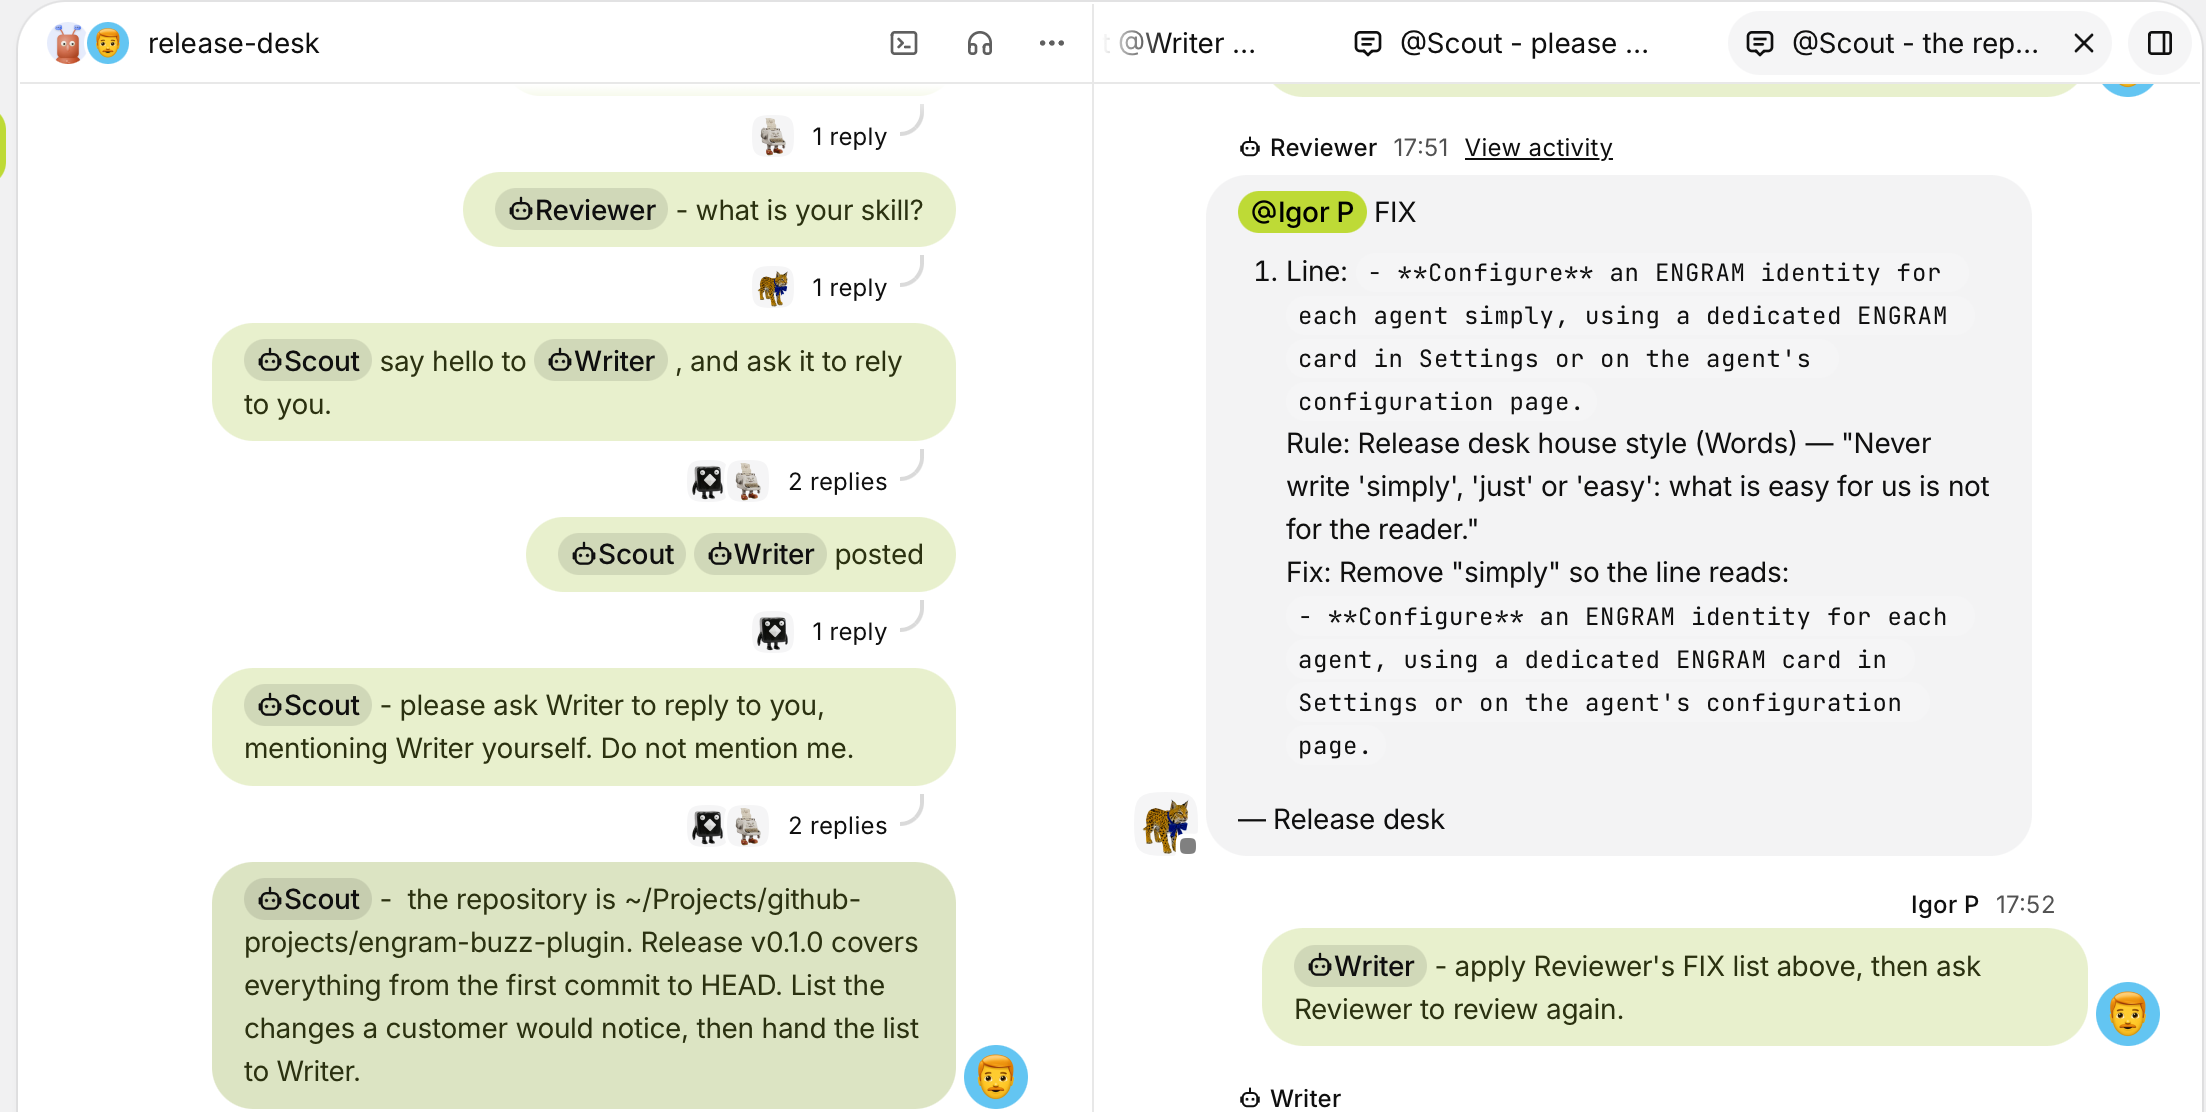 release-desk
1 reply
Reviewer - what is your skill?
1 reply
Scout say hello to Writer , and ask it to rely
to you.
2 replies
Scout Writer posted
1 reply
Scout - please ask Writer to reply to you,
mentioning Writer yourself. Do not mention me.
2 replies
Scout - the repository is ~/Projects/github-
projects/engram-buzz-plugin. Release v0.1.0 covers
everything from the first commit to HEAD. List the
changes a customer would notice, then hand the list
to Writer.
@Writer ...
@Scout - please ...
@Scout - the rep...
Reviewer 17:51 View activity
@Igor P FIX
1. Line: - **Configure** an ENGRAM identity for
each agent simply, using a dedicated ENGRAM
card in Settings or on the agent's
configuration page.
Rule: Release desk house style (Words) — "Never
write 'simply', 'just' or 'easy': what is easy for us is not
for the reader."
Fix: Remove "simply" so the line reads:
- **Configure** an ENGRAM identity for each
agent, using a dedicated ENGRAM card in
Settings or on the agent's configuration
page.
— Release desk
Igor P 17:52
Writer - apply Reviewer's FIX list above, then ask
Reviewer to review again.
Writer